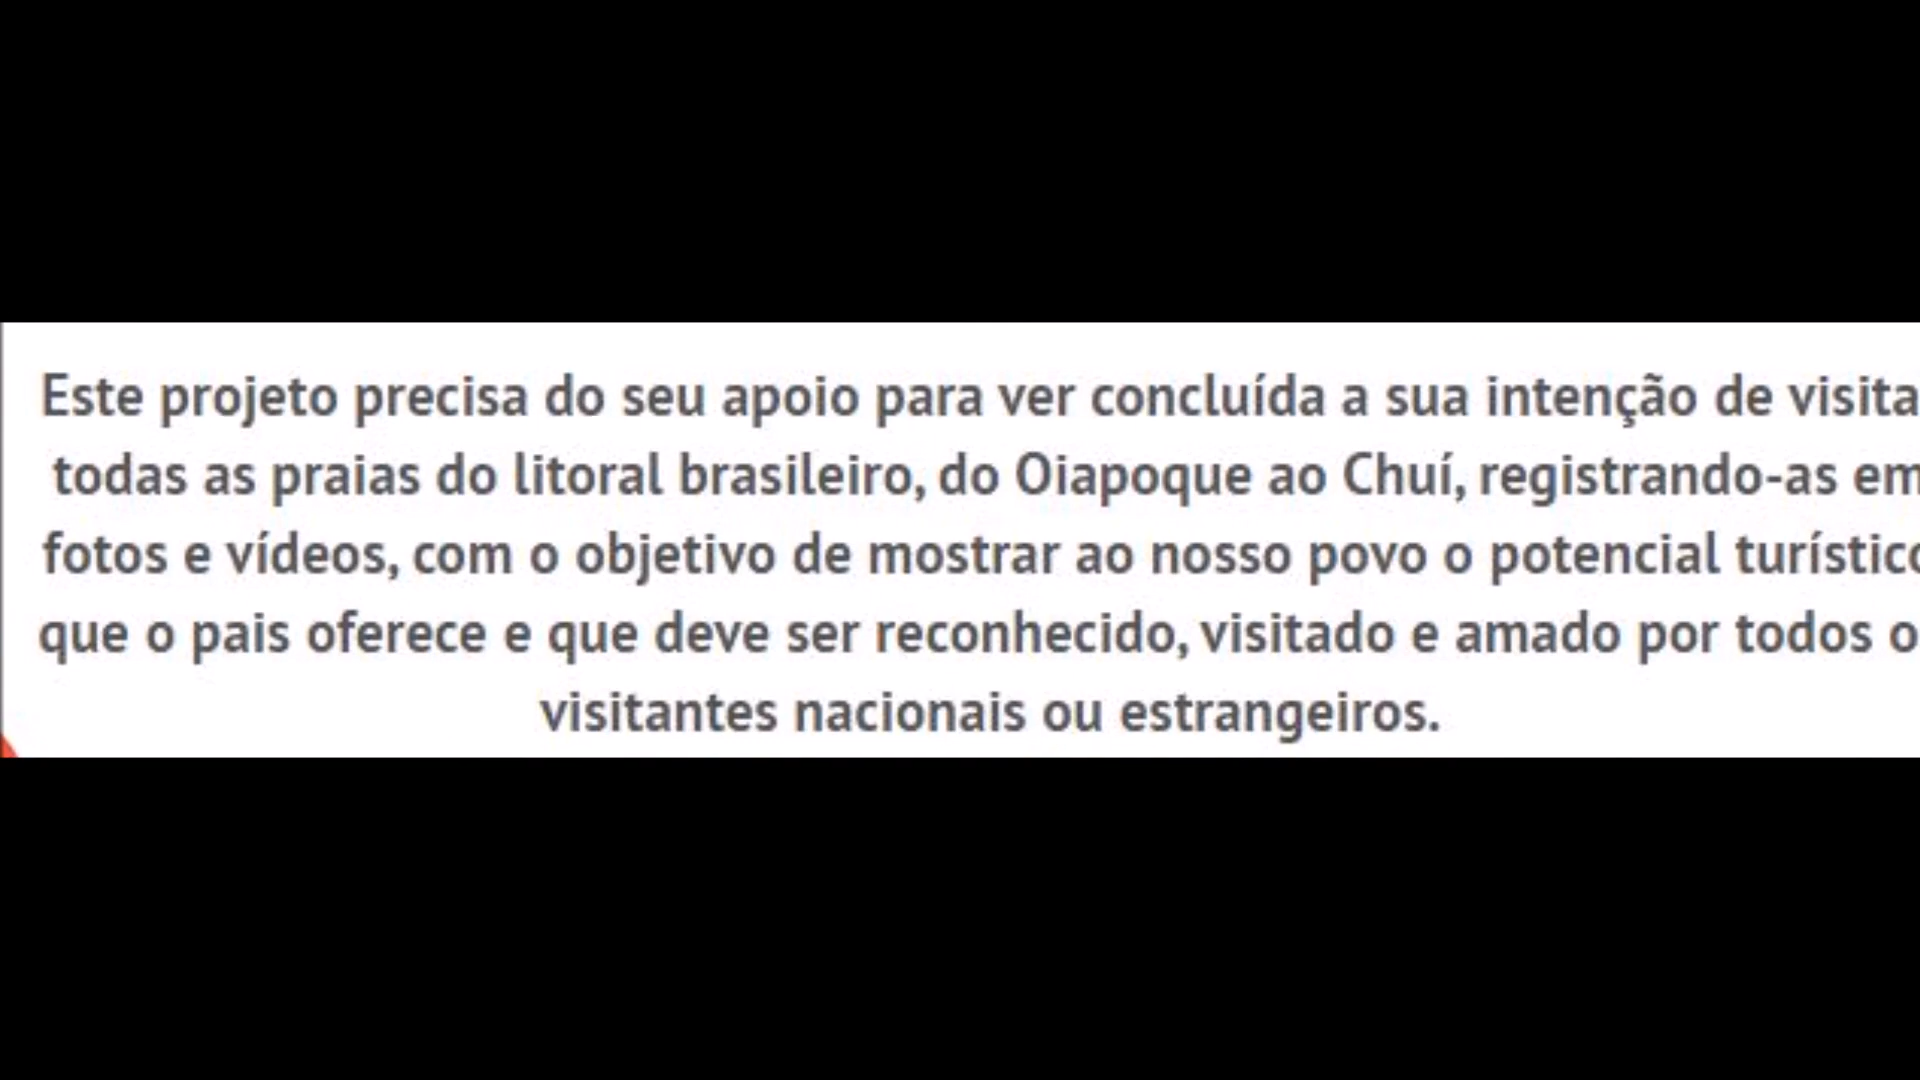 Este projeto precisa do seu apoio para ver concluída a sua intenção de visita
todas as praias do litoral brasileiro, do Oiapoque ao Chuí, registrando-as em
fotos e vídeos, com o objetivo de mostrar ao nosso povo o potencial turístico
que o pais oferece e que deve ser reconhecido, visitado e amado por todos o
visitantes nacionais ou estrangeiros.